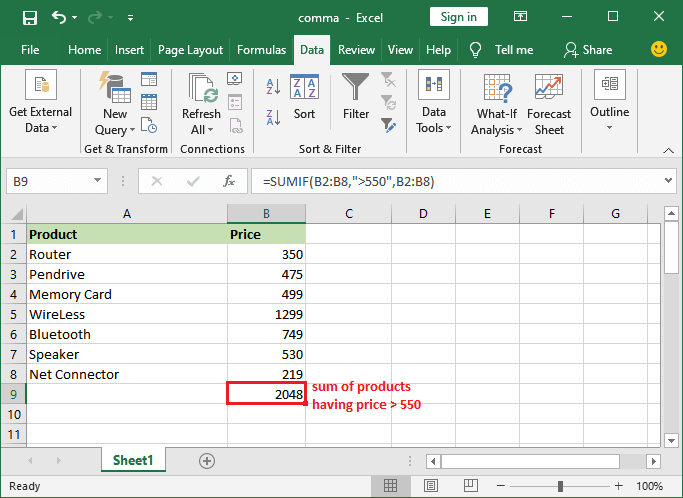 comma - Excel
Sign in
File Home Insert Page Layout Formulas Data Review View Help Tell me Share
Get External Data
New Query
Get & Transform
Refresh All
Connections
Sort
Filter
Sort & Filter
Data Tools
What-If Analysis
Forecast Sheet
Forecast
Outline
B9 fx =SUMIF(B2:B8,">550",B2:B8)
A B C D E F G
1 Product Price
2 Router 350
3 Pendrive 475
4 Memory Card 499
5 WireLess 1299
6 Bluetooth 749
7 Speaker 530
8 Net Connector 219
9 2048 sum of products
having price > 550
10
11
Sheet1
Ready 100%